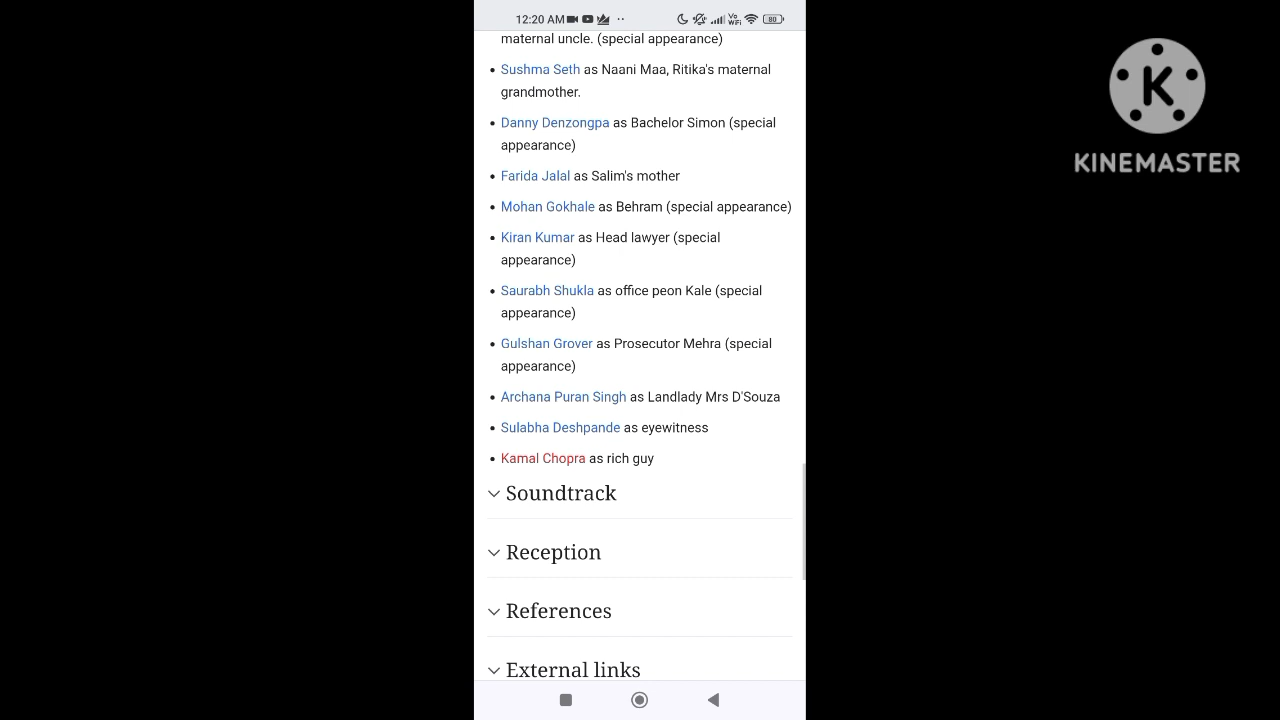 12:20 AM
Vo
WiFi
80
maternal uncle. (special appearance)
• Sushma Seth as Naani Maa, Ritika's maternal
grandmother.
• Danny Denzongpa as Bachelor Simon (special
appearance)
• Farida Jalal as Salim's mother
• Mohan Gokhale as Behram (special appearance)
• Kiran Kumar as Head lawyer (special
appearance)
• Saurabh Shukla as office peon Kale (special
appearance)
• Gulshan Grover as Prosecutor Mehra (special
appearance)
• Archana Puran Singh as Landlady Mrs D'Souza
• Sulabha Deshpande as eyewitness
• Kamal Chopra as rich guy
Soundtrack
Reception
References
External links
K
KINEMASTER